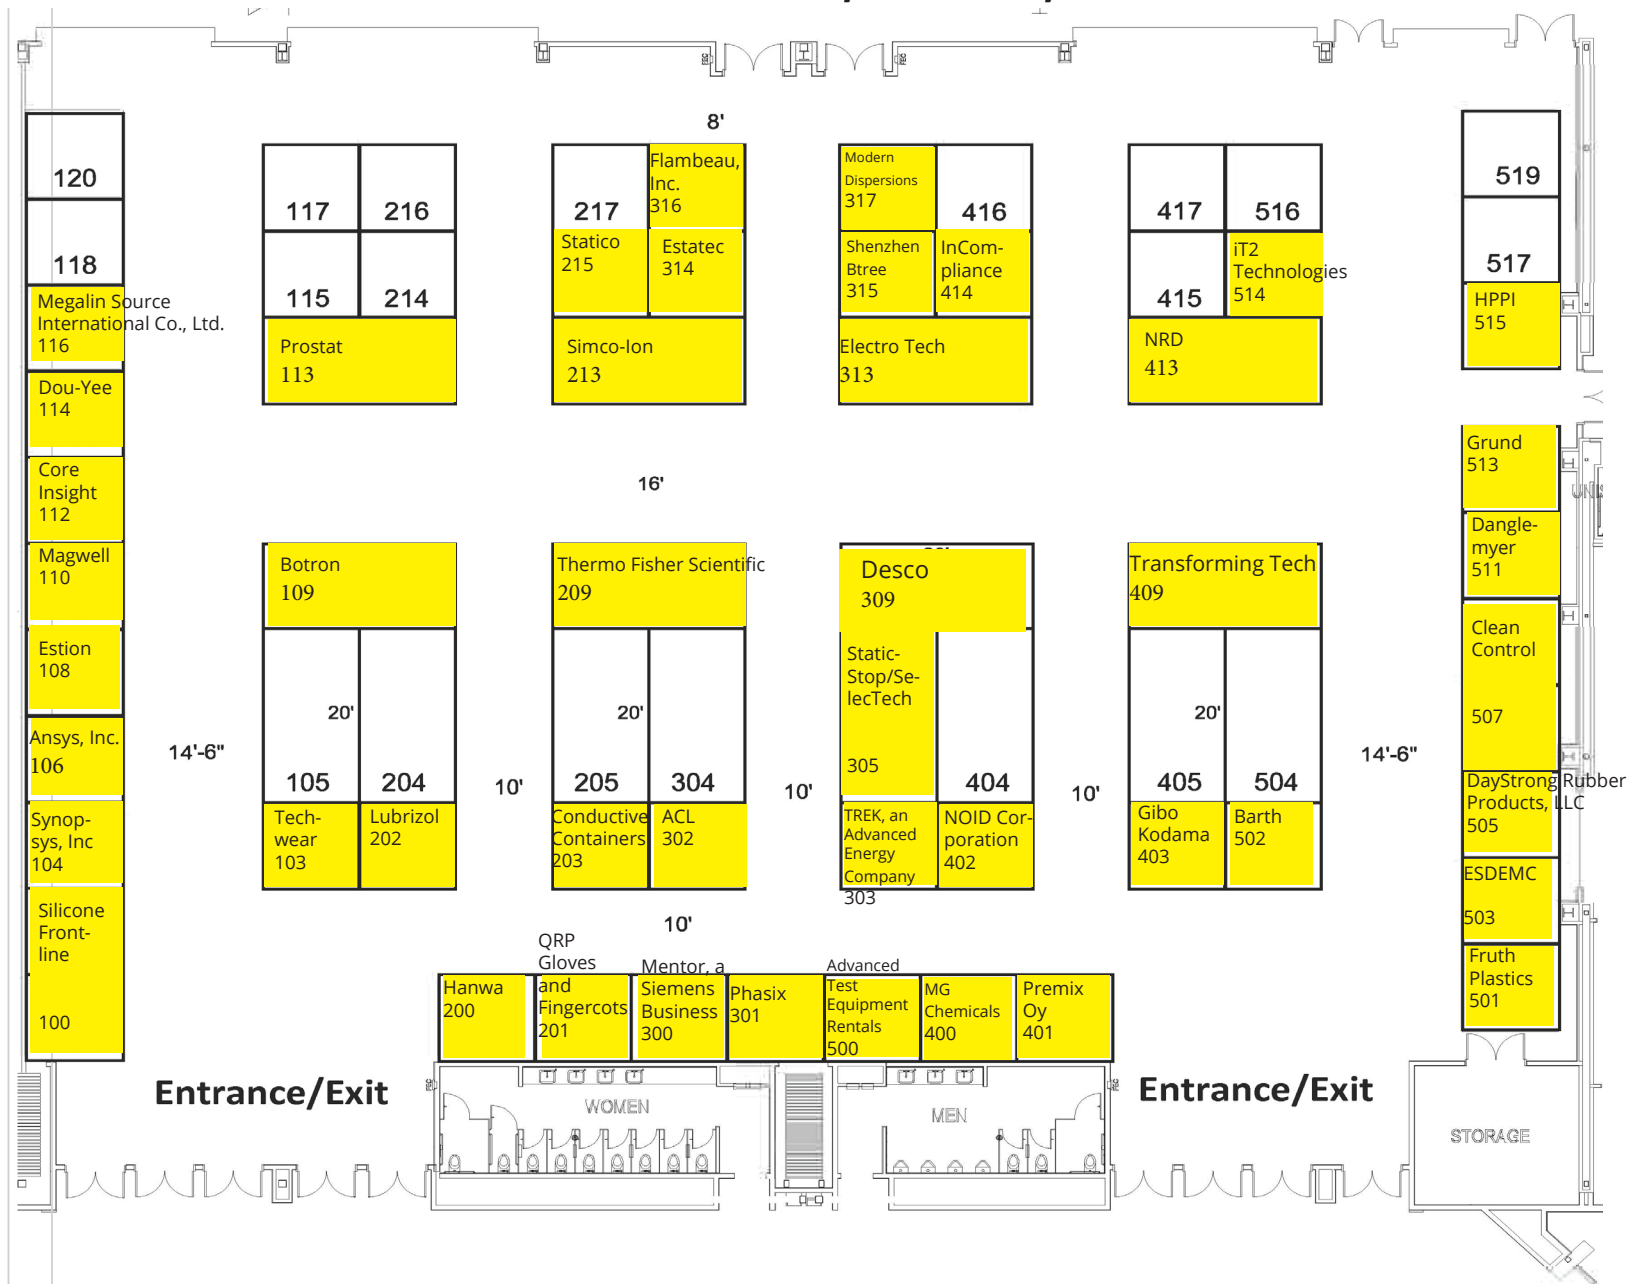 8'
120
118
Megalin Source
International Co., Ltd.
116
Dou-Yee
114
Core
Insight
112
Magwell
110
Estion
108
Ansys, Inc.
106
Synop-
sys, Inc
104
Silicone
Front-
line
100
117
216
115
214
Prostat
113
217
Flambeau,
Inc.
316
Statico
215
Estatec
314
Simco-Ion
213
Modern
Dispersions
317
416
Shenzhen
Btree
315
InCom-
pliance
414
Electro Tech
313
417
516
415
iT2
Technologies
514
NRD
413
519
517
HPPI
515
16'
Botron
109
20'
105
204
Tech-
wear
103
Lubrizol
202
14'-6"
10'
Thermo Fisher Scientific
209
20'
205
304
Conductive
Containers
203
ACL
302
10'
Desco
309
Static-
Stop/Se-
lecTech
305
404
TREK, an
Advanced
Energy
Company
303
NOID Cor-
poration
402
10'
Transforming Tech
409
20'
405
504
Gibo
Kodama
403
Barth
502
14'-6"
Grund
513
Dangle-
myer
511
Clean
Control
507
DayStrong Rubber
Products, LLC
505
ESDEMC
503
Fruth
Plastics
501
10'
Hanwa
200
QRP
Gloves
and
Fingercots
201
Mentor, a
Siemens
Business
300
Phasix
301
Advanced
Test
Equipment
Rentals
500
MG
Chemicals
400
Premix
Oy
401
Entrance/Exit
WOMEN
MEN
Entrance/Exit
STORAGE
FEC
FEC
FEC
FEC